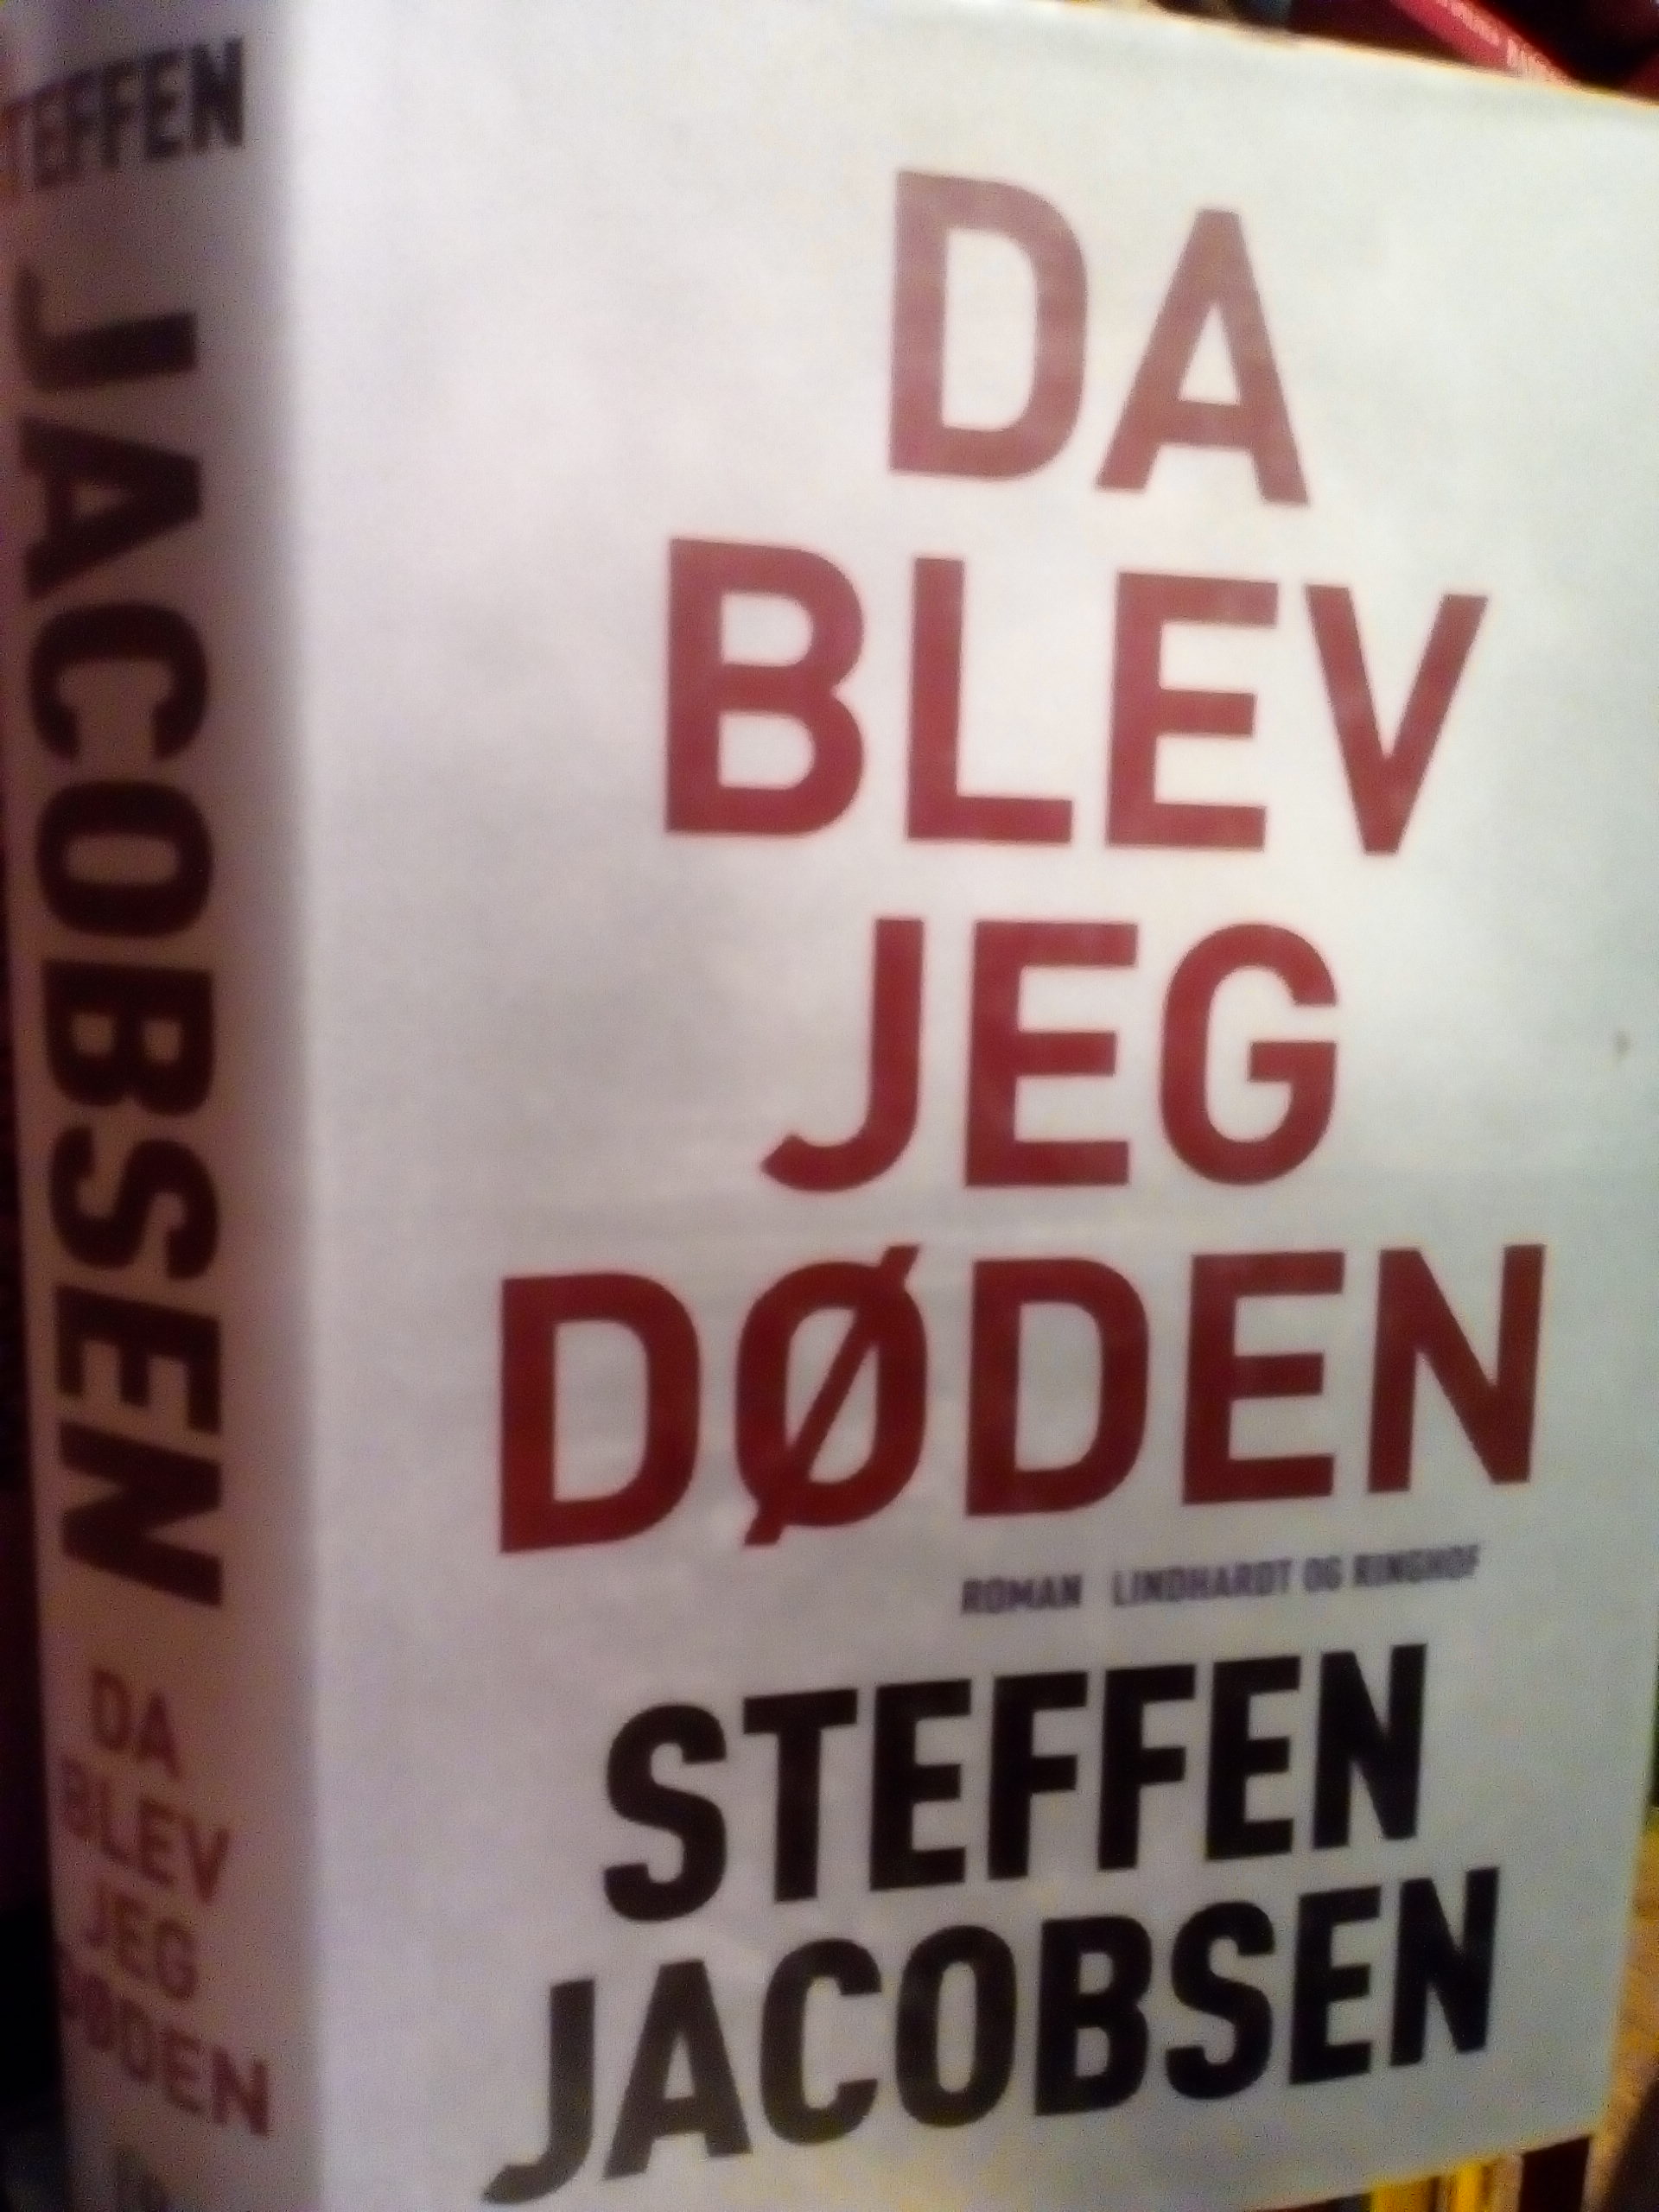 STEFFEN JACOBSEN
DA
BLEV
JEG
DØDEN
DA
BLEV
JEG
DØDEN
ROMAN LINDHARDT OG RINGHOF
STEFFEN
JACOBSEN